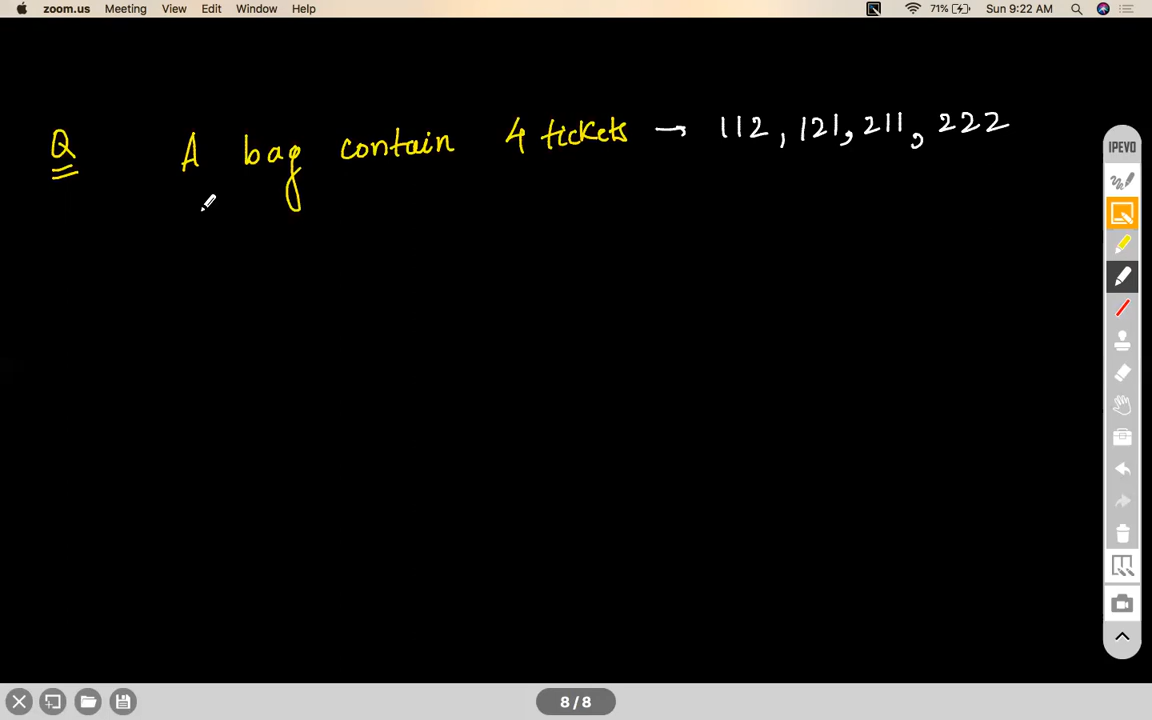 zoom.us Meeting View Edit Window Help 71% Sun 9:22 AM
Q A bag contain 4 tickets → 112, 121, 211, 222
IPEVO
8 / 8